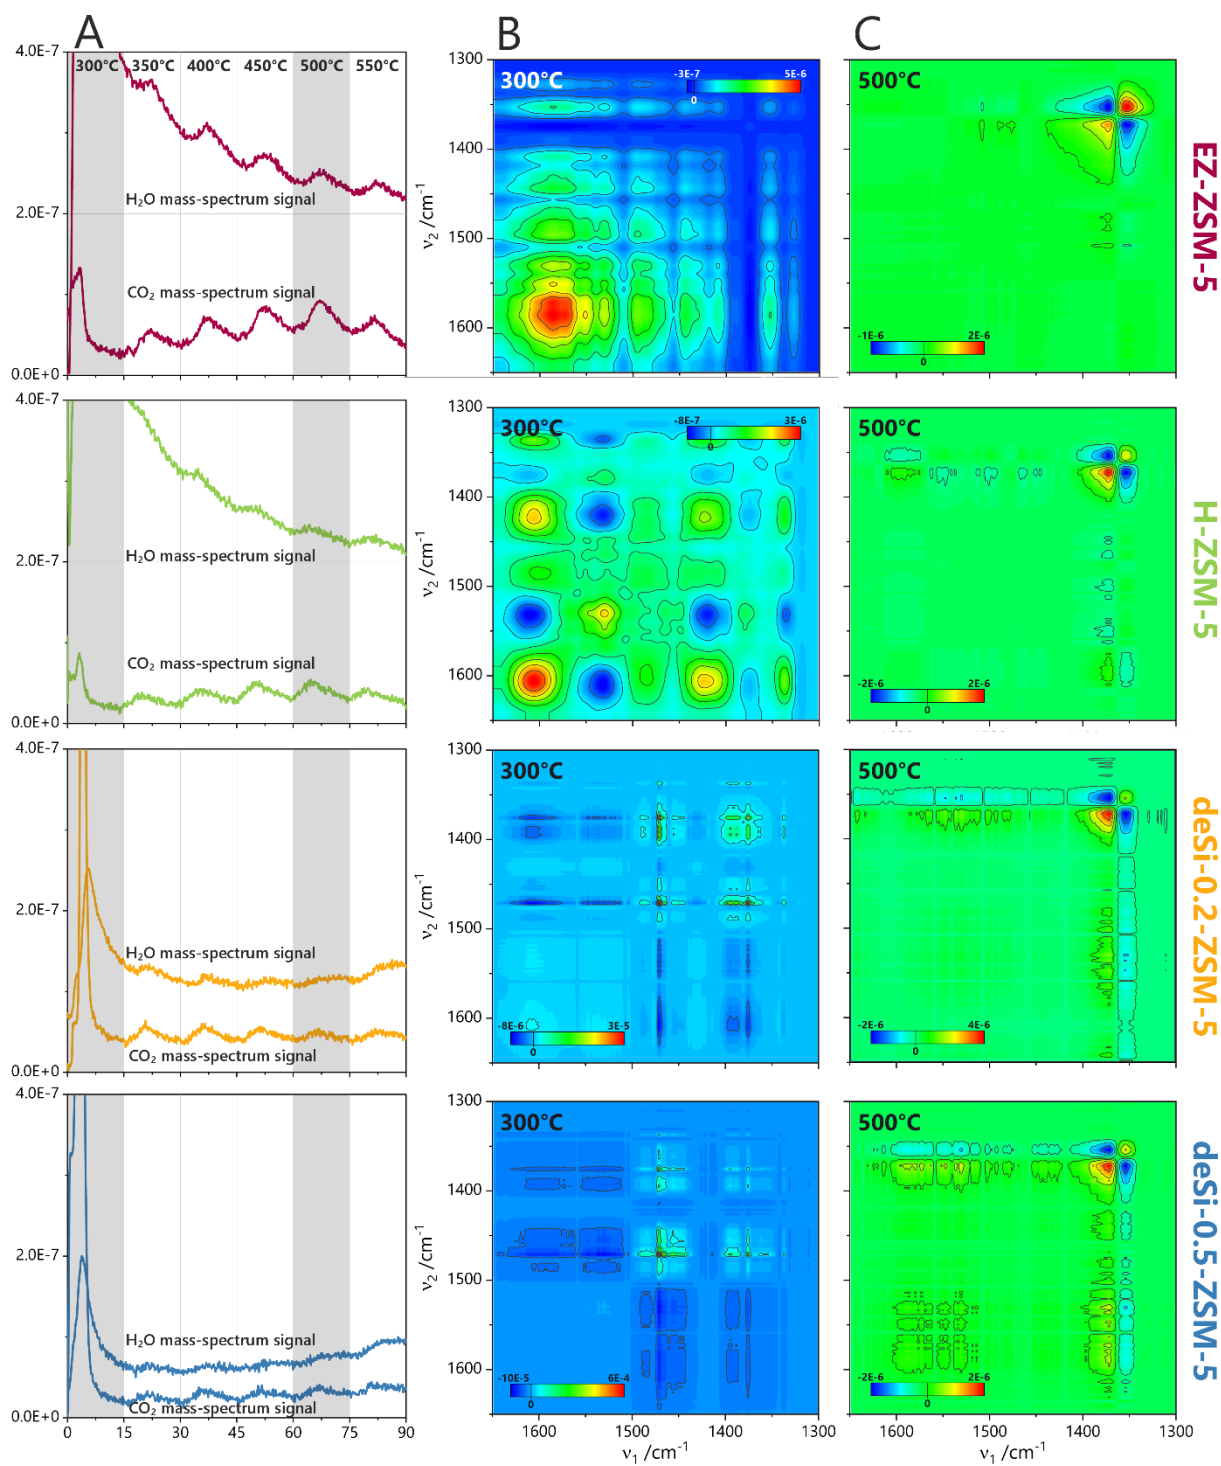 A
B
C
4.0E-7
300°C 350°C 400°C 450°C 500°C 550°C
H₂O mass-spectrum signal
2.0E-7
CO₂ mass-spectrum signal
0.0E+0
300°C
-3E-7 5E-6
0
1300
1400
1500
1600
ν₂ /cm⁻¹
500°C
-1E-6 2E-6
0
EZ-ZSM-5
4.0E-7
H₂O mass-spectrum signal
2.0E-7
CO₂ mass-spectrum signal
0.0E+0
300°C
-8E-7 3E-6
0
1300
1400
1500
1600
ν₂ /cm⁻¹
500°C
-2E-6 2E-6
0
H-ZSM-5
4.0E-7
2.0E-7
H₂O mass-spectrum signal
CO₂ mass-spectrum signal
0.0E+0
300°C
-8E-6 3E-5
0
1300
1400
1500
1600
ν₂ /cm⁻¹
500°C
-2E-6 4E-6
0
deSi-0.2-ZSM-5
4.0E-7
2.0E-7
H₂O mass-spectrum signal
CO₂ mass-spectrum signal
0.0E+0
0 15 30 45 60 75 90
300°C
-10E-5 6E-4
0
1300
1400
1500
1600
ν₂ /cm⁻¹
1600 1500 1400 1300
ν₁ /cm⁻¹
500°C
-2E-6 2E-6
0
1600 1500 1400 1300
ν₁ /cm⁻¹
deSi-0.5-ZSM-5